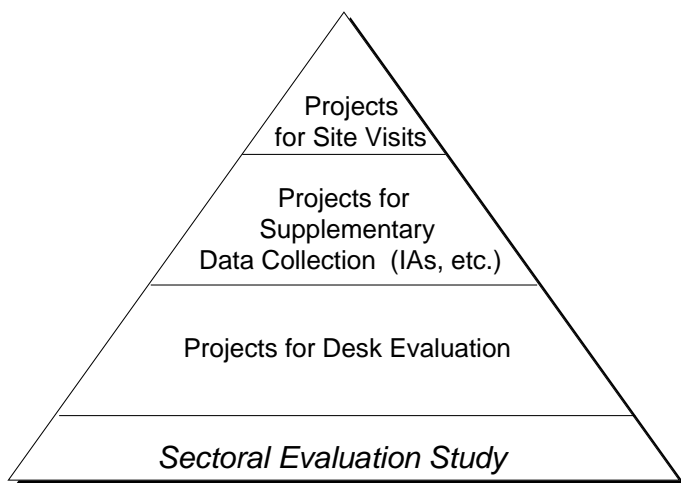 Projects
for Site Visits
Projects for
Supplementary
Data Collection (IAs, etc.)
Projects for Desk Evaluation
Sectoral Evaluation Study